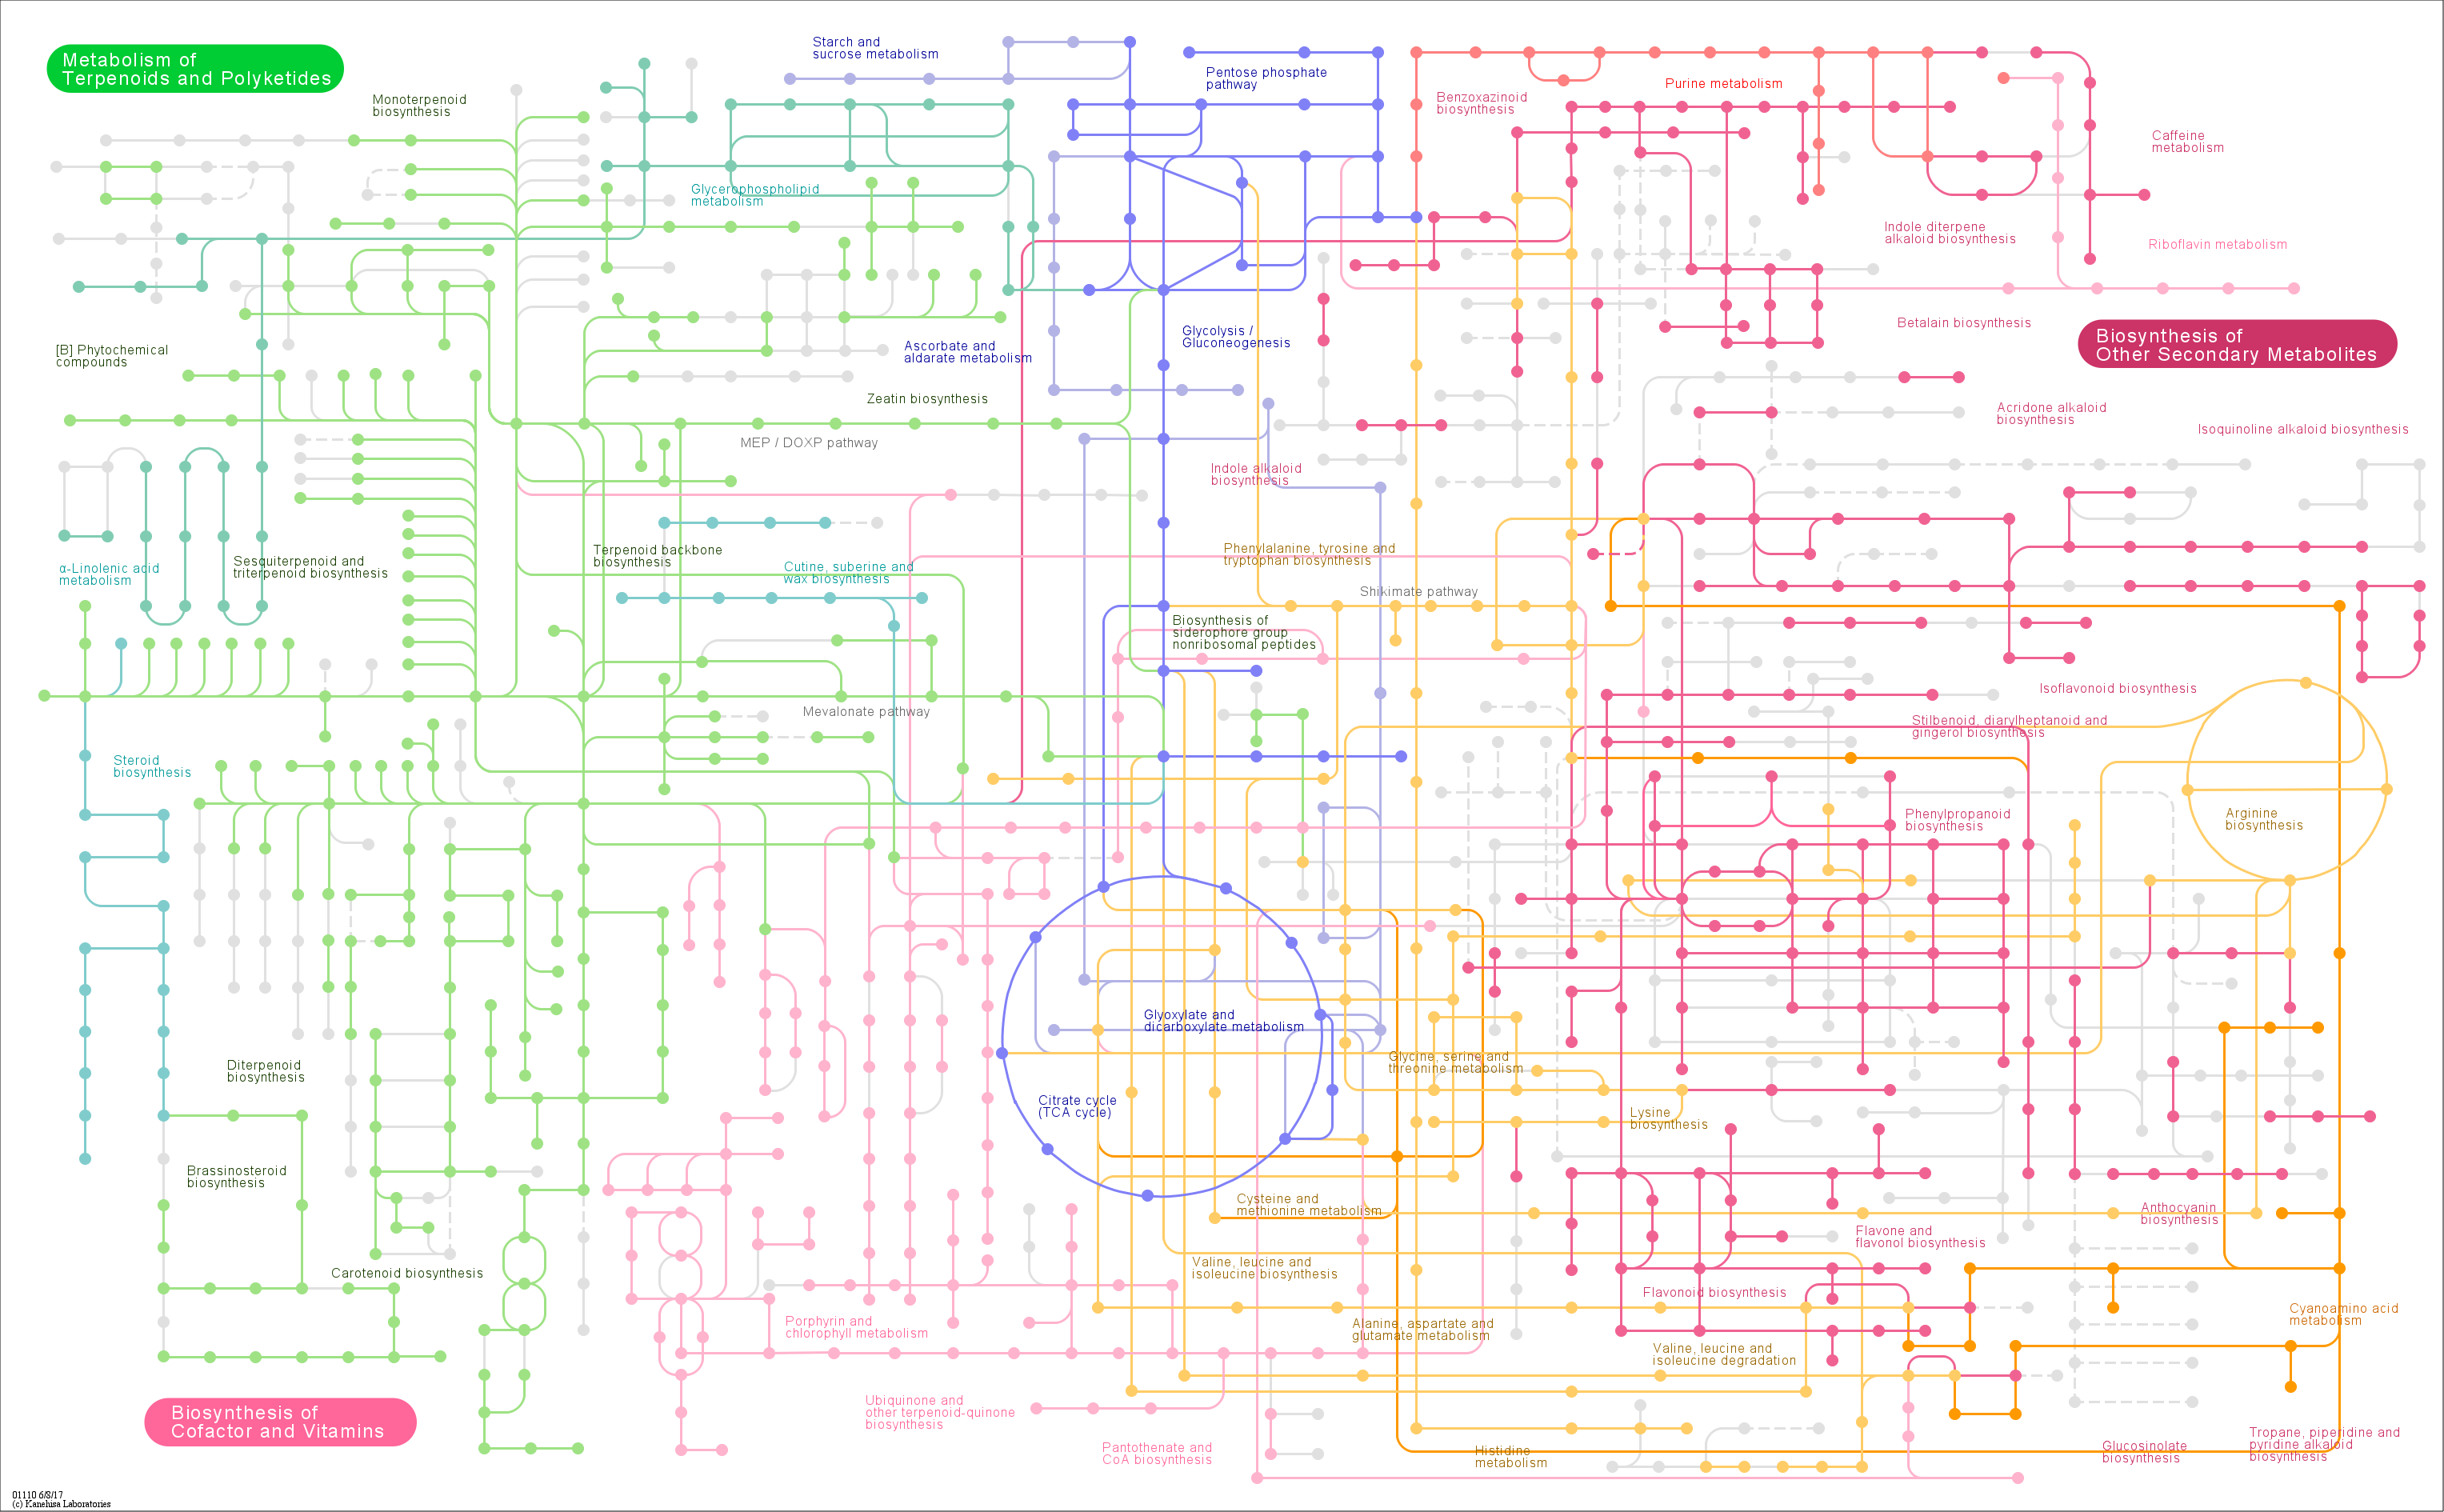 Metabolism of
Terpenoids and Polyketides
Starch and
sucrose metabolism
Pentose phosphate
pathway
Purine metabolism
Monoterpenoid
biosynthesis
Benzoxazinoid
biosynthesis
Caffeine
metabolism
Glycerophospholipid
metabolism
Indole diterpene
alkaloid biosynthesis
Riboflavin metabolism
[B] Phytochemical
compounds
Ascorbate and
aldarate metabolism
Glycolysis /
Gluconeogenesis
Betalain biosynthesis
Biosynthesis of
Other Secondary Metabolites
Zeatin biosynthesis
Acridone alkaloid
biosynthesis
Isoquinoline alkaloid biosynthesis
MEP / DOXP pathway
Indole alkaloid
biosynthesis
α-Linolenic acid
metabolism
Sesquiterpenoid and
triterpenoid biosynthesis
Terpenoid backbone
biosynthesis
Cutine, suberine and
wax biosynthesis
Phenylalanine, tyrosine and
tryptophan biosynthesis
Shikimate pathway
Biosynthesis of
siderophore group
nonribosomal peptides
Mevalonate pathway
Isoflavonoid biosynthesis
Stilbenoid, diarylheptanoid and
gingerol biosynthesis
Steroid
biosynthesis
Phenylpropanoid
biosynthesis
Arginine
biosynthesis
Glyoxylate and
dicarboxylate metabolism
Diterpenoid
biosynthesis
Glycine, serine and
threonine metabolism
Citrate cycle
(TCA cycle)
Lysine
biosynthesis
Brassinosteroid
biosynthesis
Cysteine and
methionine metabolism
Anthocyanin
biosynthesis
Flavone and
flavonol biosynthesis
Carotenoid biosynthesis
Valine, leucine and
isoleucine biosynthesis
Flavonoid biosynthesis
Porphyrin and
chlorophyll metabolism
Alanine, aspartate and
glutamate metabolism
Cyanoamino acid
metabolism
Valine, leucine and
isoleucine degradation
Biosynthesis of
Cofactor and Vitamins
Ubiquinone and
other terpenoid-quinone
biosynthesis
Pantothenate and
CoA biosynthesis
Histidine
metabolism
Glucosinolate
biosynthesis
Tropane, piperidine and
pyridine alkaloid
biosynthesis
01110 6/8/17
(c) Kanehisa Laboratories